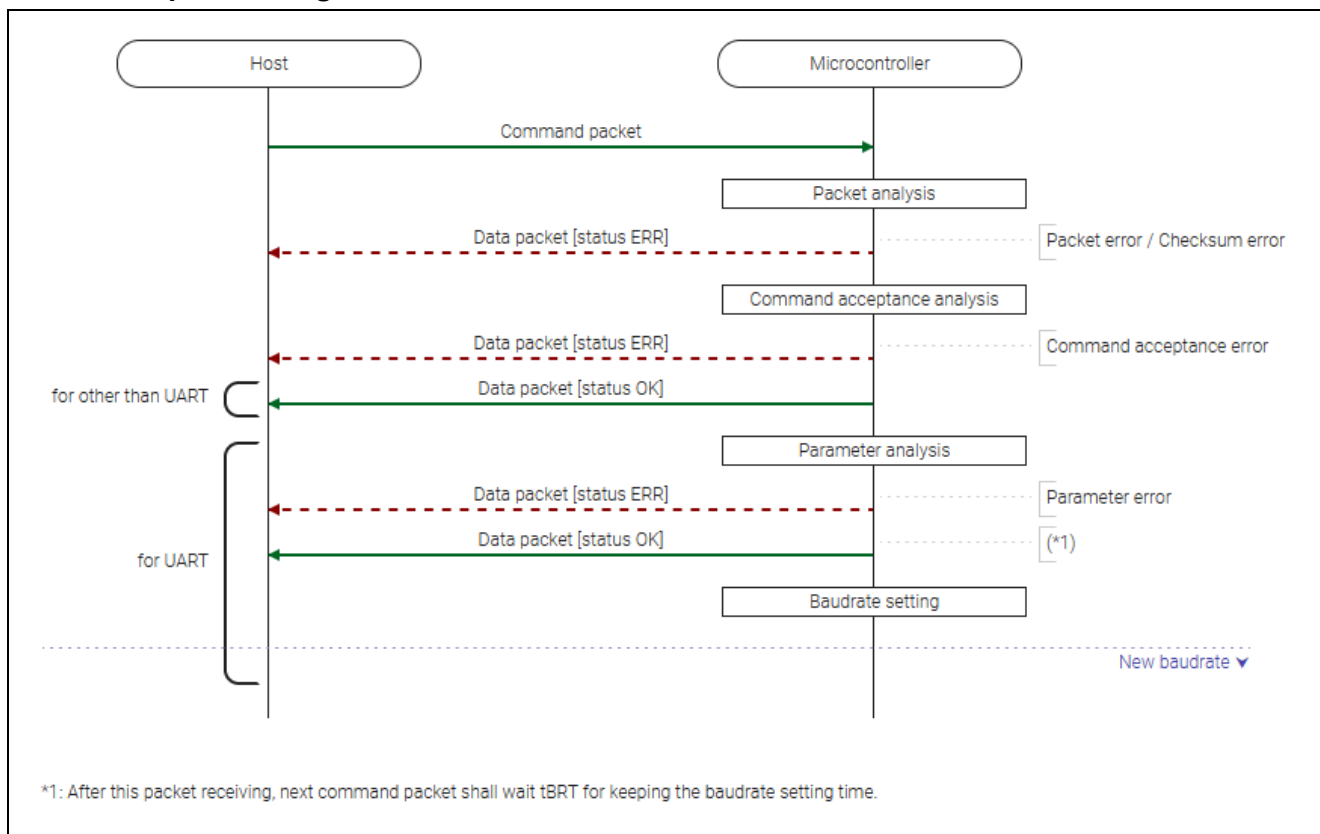 Host Microcontroller
Command packet
Packet analysis
Data packet [status ERR]
Packet error / Checksum error
Command acceptance analysis
Data packet [status ERR]
Command acceptance error
for other than UART
Data packet [status OK]
Parameter analysis
Data packet [status ERR]
Parameter error
Data packet [status OK]
(*1)
for UART
Baudrate setting
New baudrate
*1: After this packet receiving, next command packet shall wait tBRT for keeping the baudrate setting time.